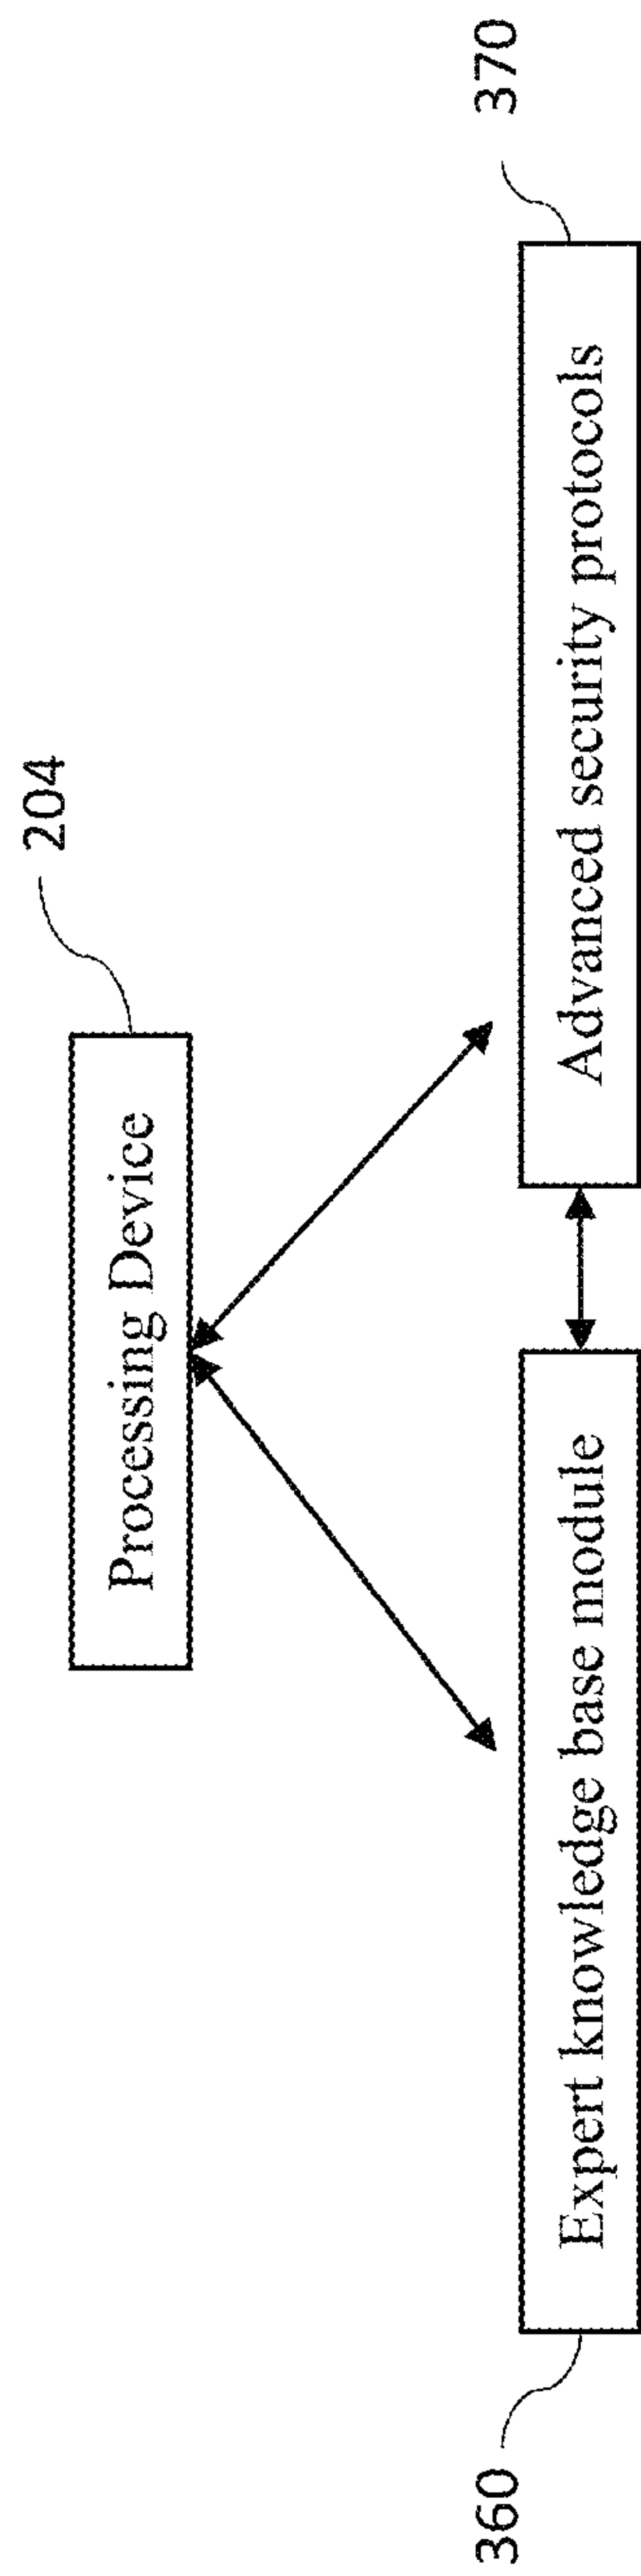 204
Processing Device
370
Advanced security protocols
Expert knowledge base module
360